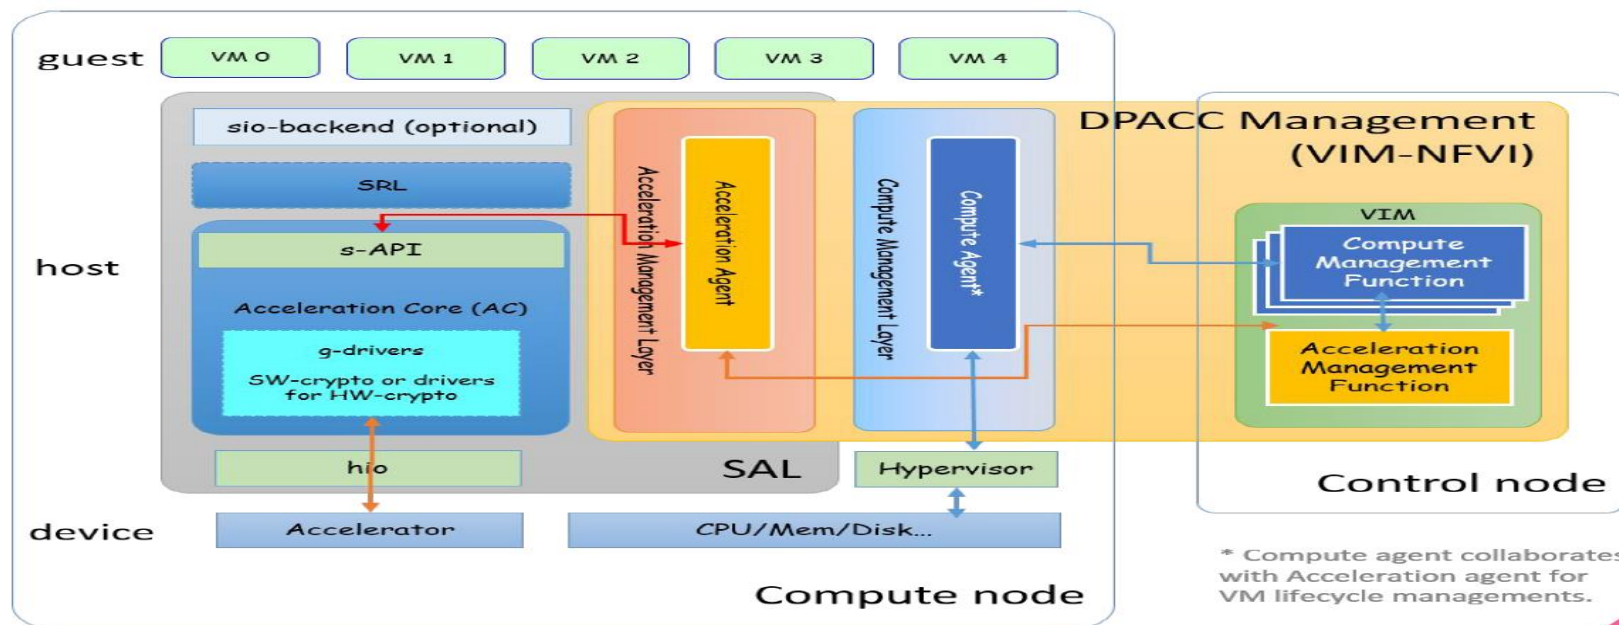 guest
VM 0
VM 1
VM 2
VM 3
VM 4
sio-backend (optional)
SRL
s-API
host
Acceleration Core (AC)
g-drivers
SW-crypto or drivers
for HW-crypto
hio
SAL
Acceleration Management Layer
Acceleration Agent
Compute Management Layer
Compute Agent*
Hypervisor
DPACC Management
(VIM-NFVI)
VIM
Compute
Management
Function
Acceleration
Management
Function
Control node
device
Accelerator
CPU/Mem/Disk...
Compute node
* Compute agent collaborates
with Acceleration agent for
VM lifecycle managements.